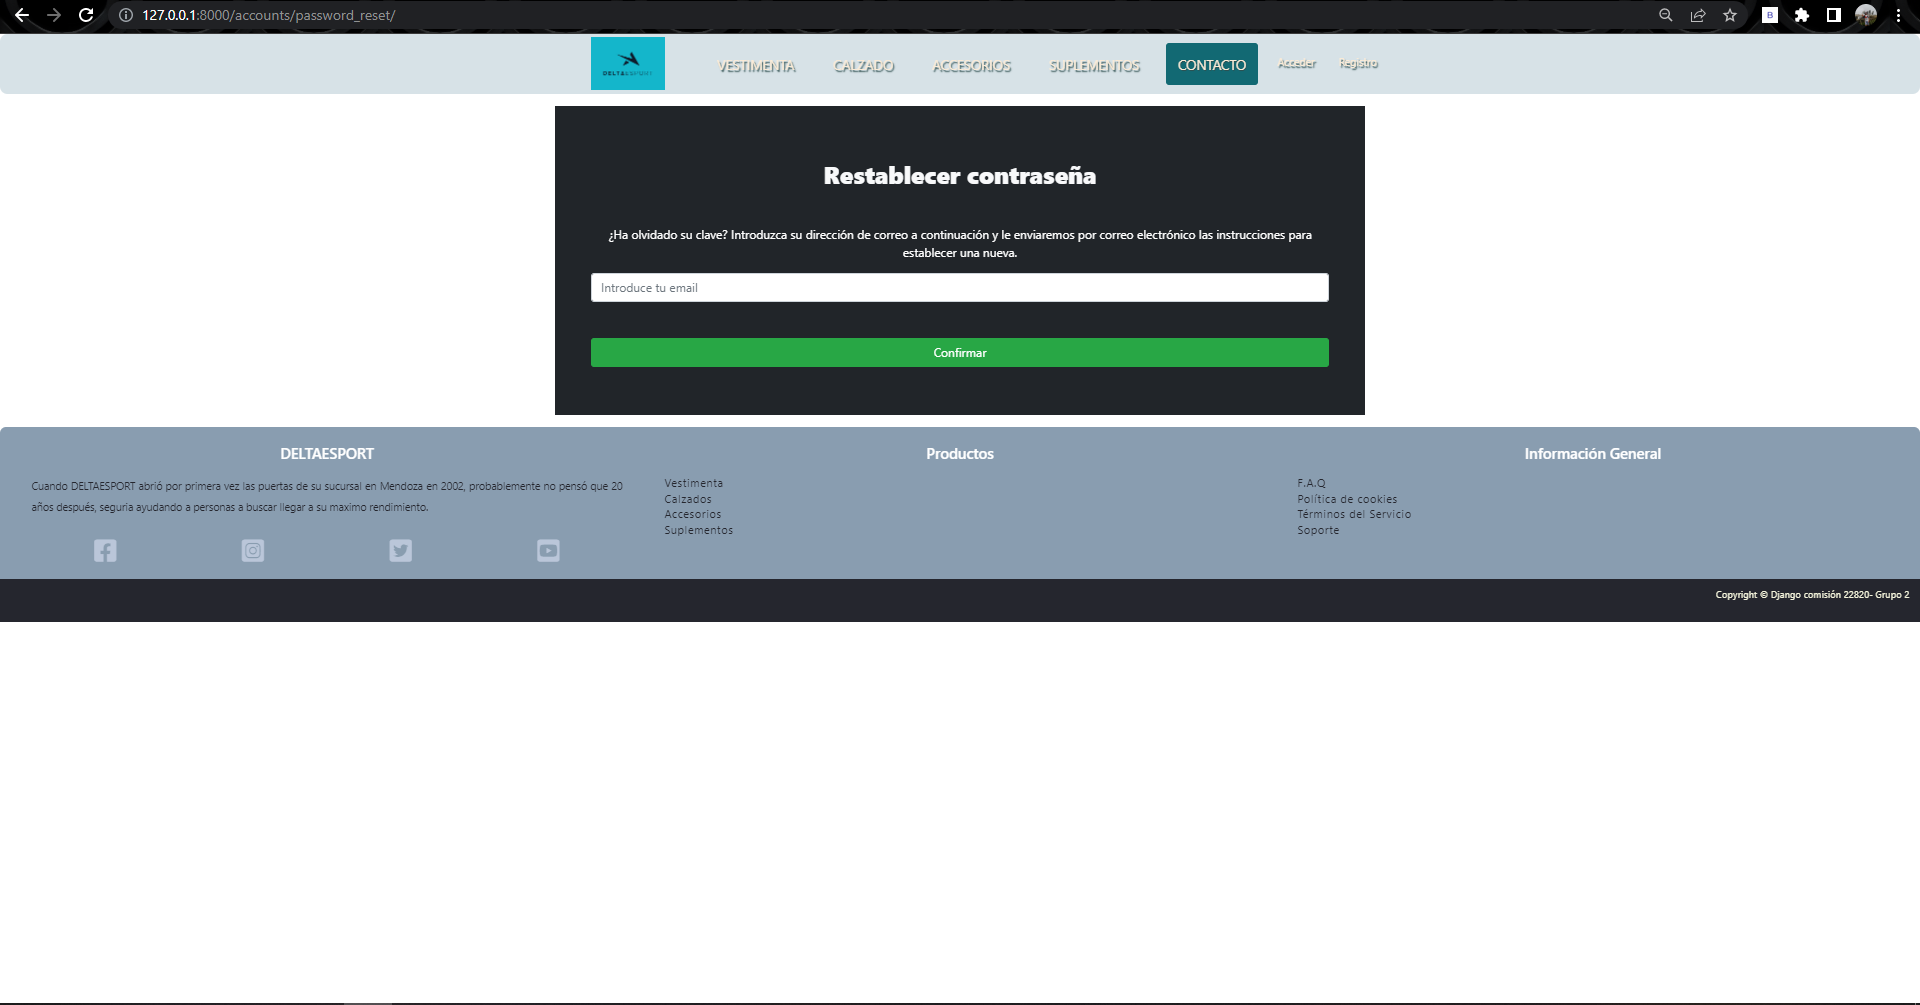 127.0.0.1:8000/accounts/password_reset/
B
DELTAESPORT
VESTIMENTA
CALZADO
ACCESORIOS
SUPLEMENTOS
CONTACTO
Acceder
Registro
Restablecer contraseña
¿Ha olvidado su clave? Introduzca su dirección de correo a continuación y le enviaremos por correo electrónico las instrucciones para
establecer una nueva.
Introduce tu email
Confirmar
DELTAESPORT
Cuando DELTAESPORT abrió por primera vez las puertas de su sucursal en Mendoza en 2002, probablemente no pensó que 20
años después, seguria ayudando a personas a buscar llegar a su maximo rendimiento.
Productos
Vestimenta
Calzados
Accesorios
Suplementos
Información General
F.A.Q
Política de cookies
Términos del Servicio
Soporte
Copyright © Django comisión 22820- Grupo 2